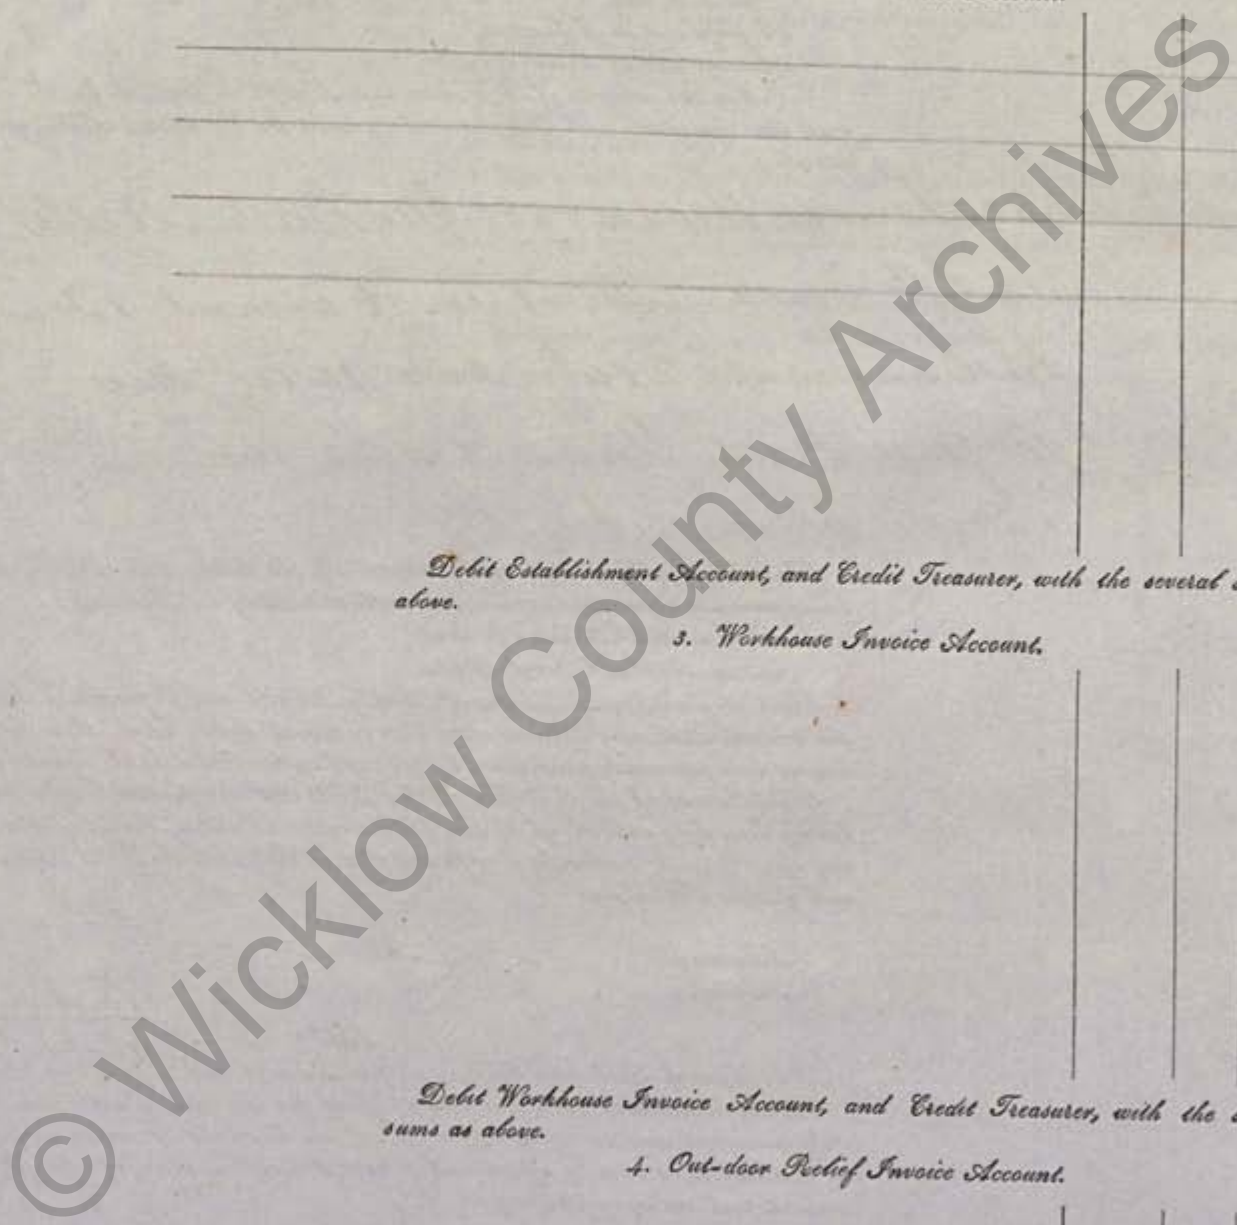 Debit Establishment Account, and Credit Treasurer, with the several
above.
3. Workhouse Invoice Account.
Debit Workhouse Invoice Account, and Credit Treasurer, with the
sums as above.
4. Out-door Relief Invoice Account.
© Wicklow County Archives